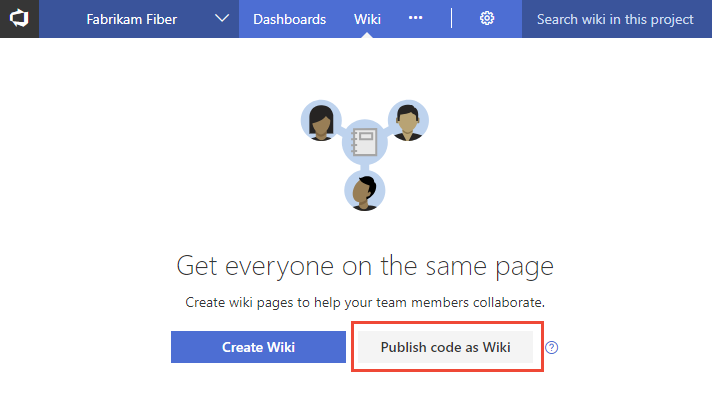 Fabrikam Fiber Dashboards Wiki ••• Search wiki in this project
Get everyone on the same page
Create wiki pages to help your team members collaborate.
Create Wiki Publish code as Wiki ?